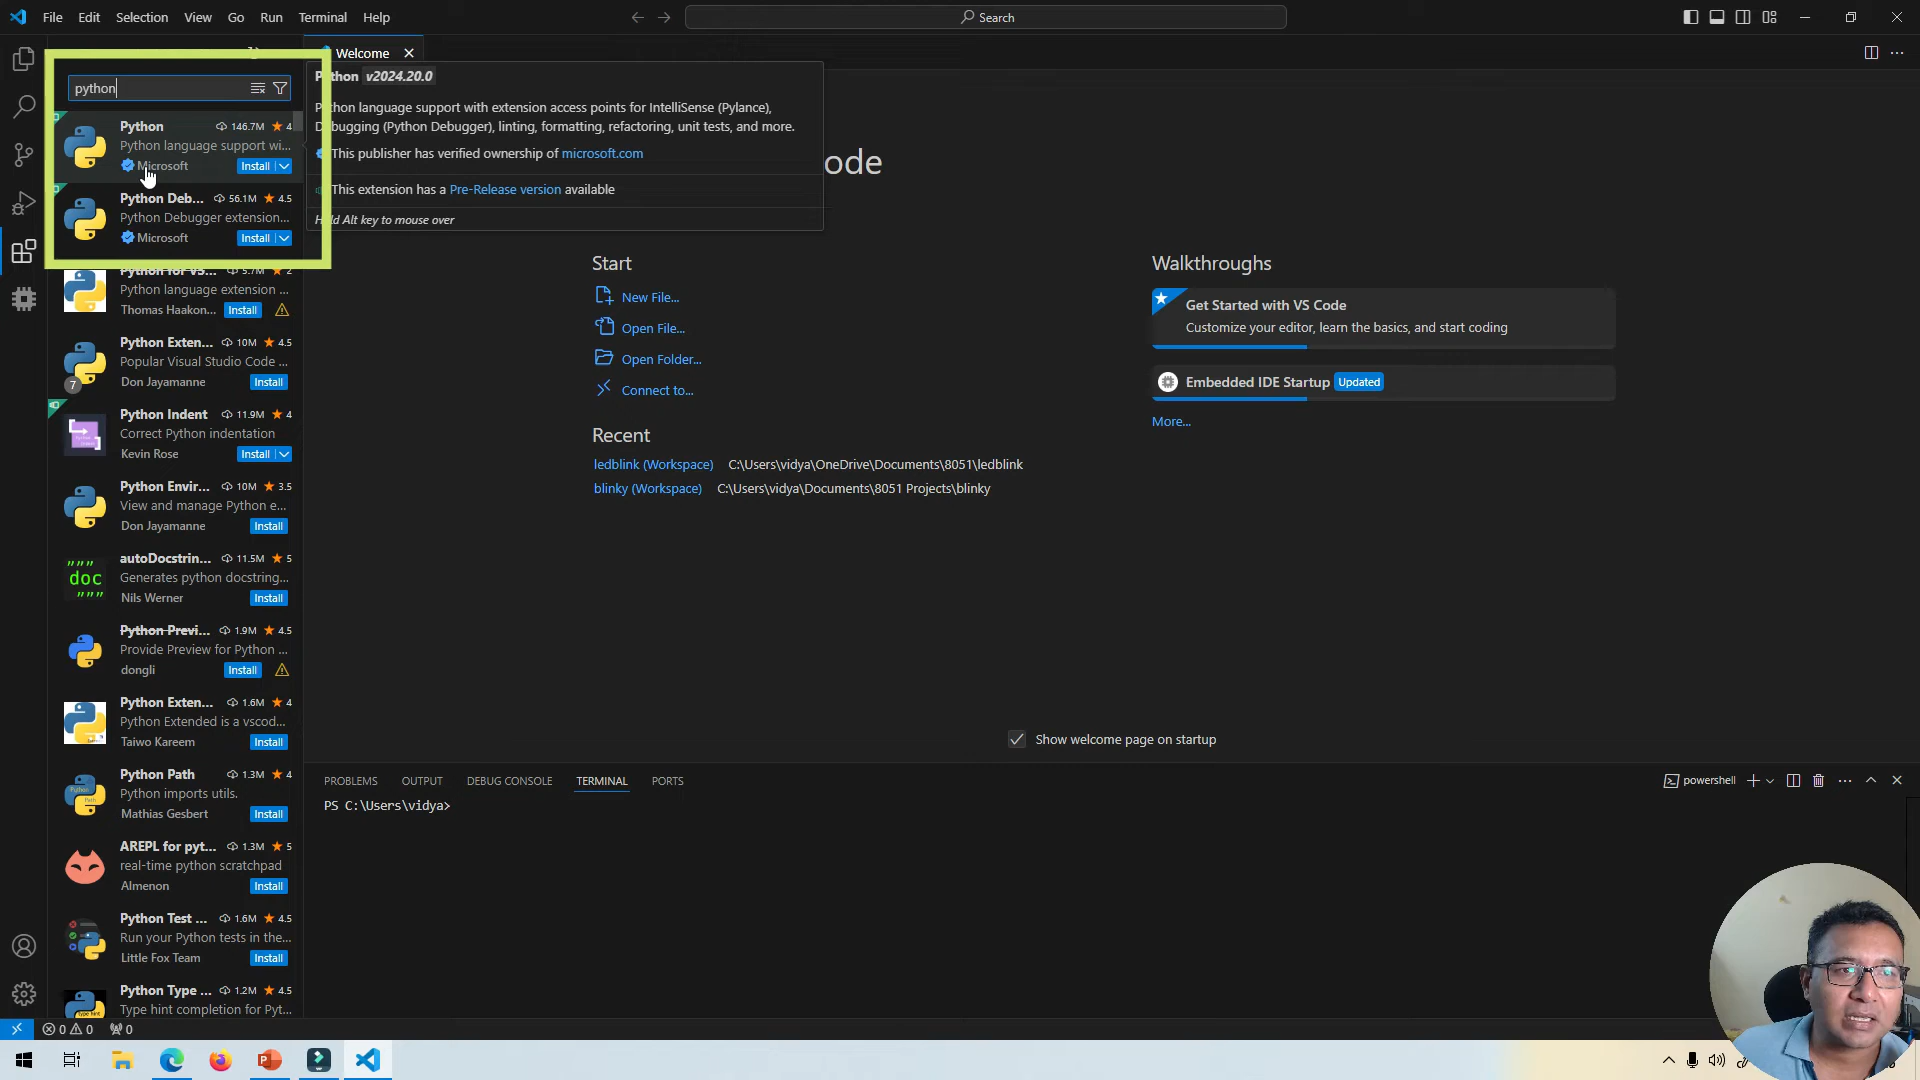 File Edit Selection View Go Run Terminal Help
Search
Welcome
python
Python 146.7M 4
Python language support wi...
Microsoft
Install
Python Deb... 56.1M 4.5
Python Debugger extension...
Microsoft
Install
Python for VS... 5.7M 2
Python language extension ...
Thomas Haakon...
Install
Python Exten... 10M 4.5
Popular Visual Studio Code ...
Don Jayamanne
Install
7
Python Indent 11.9M 4
Correct Python indentation
Kevin Rose
Install
Python Envir... 10M 3.5
View and manage Python e...
Don Jayamanne
Install
"""
doc
"""
autoDocstrin... 11.5M 5
Generates python docstring...
Nils Werner
Install
Python Previ... 1.9M 4.5
Provide Preview for Python ...
dongli
Install
Python Exten... 1.6M 4
Python Extended is a vscod...
Taiwo Kareem
Install
Python Path 1.3M 4
Python imports utils.
Mathias Gesbert
Install
AREPL for pyt... 1.3M 5
real-time python scratchpad
Almenon
Install
Python Test ... 1.6M 4.5
Run your Python tests in the...
Little Fox Team
Install
Python Type ... 1.2M 4.5
Type hint completion for Pyt...
Python v2024.20.0
Python language support with extension access points for IntelliSense (Pylance),
Debugging (Python Debugger), linting, formatting, refactoring, unit tests, and more.
This publisher has verified ownership of microsoft.com
This extension has a Pre-Release version available
Hold Alt key to mouse over
ode
Start
New File...
Open File...
Open Folder...
Connect to...
Recent
ledblink (Workspace) C:\Users\vidya\OneDrive\Documents\8051\ledblink
blinky (Workspace) C:\Users\vidya\Documents\8051 Projects\blinky
Walkthroughs
Get Started with VS Code
Customize your editor, learn the basics, and start coding
Embedded IDE Startup Updated
More...
Show welcome page on startup
PROBLEMS OUTPUT DEBUG CONSOLE TERMINAL PORTS
powershell
PS C:\Users\vidya>
0 0 0